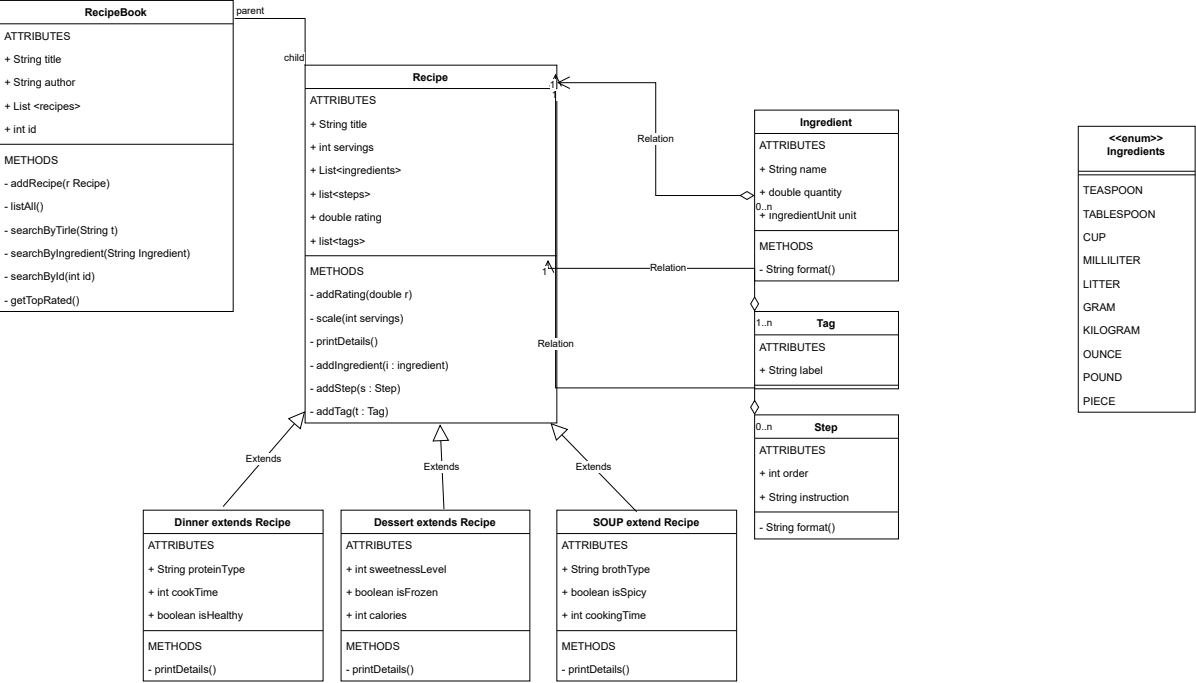 RecipeBook
ATTRIBUTES
+ String title
+ String author
+ List <recipes>
+ int id
METHODS
- addRecipe(r Recipe)
- listAll()
- searchByTirle(String t)
- searchByIngredient(String Ingredient)
- searchById(int id)
- getTopRated()
parent
child
Recipe
ATTRIBUTES
+ String title
+ int servings
+ List<ingredients>
+ list<steps>
+ double rating
+ list<tags>
METHODS
- addRating(double r)
- scale(int servings)
- printDetails()
- addIngredient(i : ingredient)
- addStep(s : Step)
- addTag(t : Tag)
1
1
1
Relation
Relation
Relation
Ingredient
ATTRIBUTES
+ String name
+ double quantity
0..n
+ ingredientUnit unit
METHODS
- String format()
1..n
Tag
ATTRIBUTES
+ String label
0..n
Step
ATTRIBUTES
+ int order
+ String instruction
- String format()
<<enum>>
Ingredients
TEASPOON
TABLESPOON
CUP
MILLILITER
LITTER
GRAM
KILOGRAM
OUNCE
POUND
PIECE
Extends
Extends
Extends
Dinner extends Recipe
ATTRIBUTES
+ String proteinType
+ int cookTime
+ boolean isHealthy
METHODS
- printDetails()
Dessert extends Recipe
ATTRIBUTES
+ int sweetnessLevel
+ boolean isFrozen
+ int calories
METHODS
- printDetails()
SOUP extend Recipe
ATTRIBUTES
+ String brothType
+ boolean isSpicy
+ int cookingTime
METHODS
- printDetails()